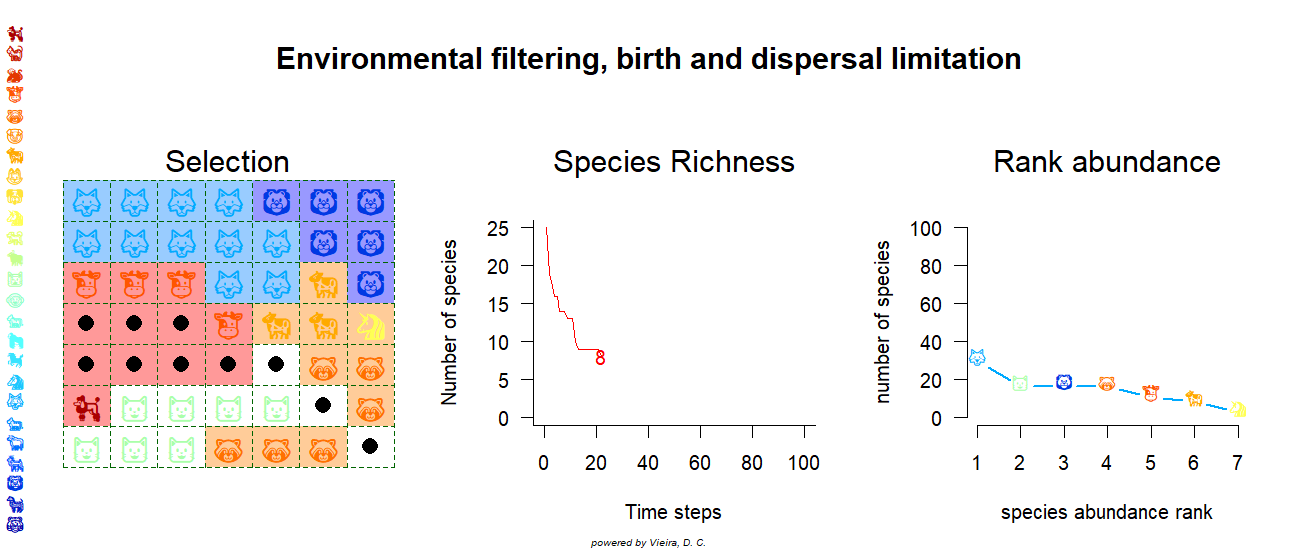 Environmental filtering, birth and dispersal limitation
Selection
Species Richness
Number of species
25
20
15
10
5
0
8
0 20 40 60 80 100
Time steps
Rank abundance
number of species
100
80
60
40
20
0
1 2 3 4 5 6 7
species abundance rank
powered by Vieira, D. C.